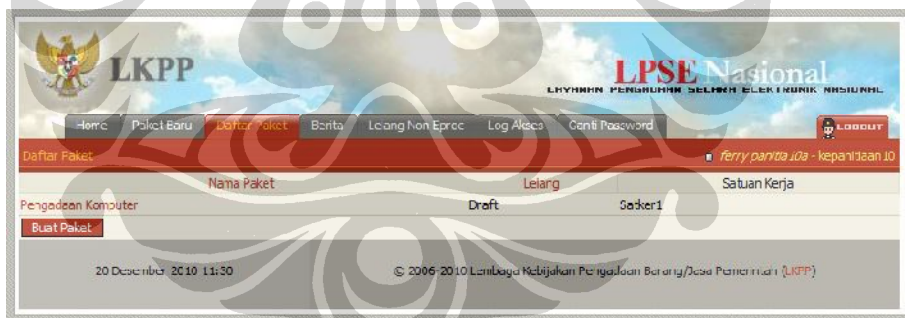 LKPP
LPSE Nasional
LAYANAN PENGADAAN SECARA ELEKTRONIK NASIONAL
Home Paket Baru Daftar Paket Berita Lelang Non Eproc Log Akses Ganti Password LOGOUT
Daftar Paket ferry panitia 10a - kepanitiaan 10
Nama Paket Lelang Satuan Kerja
Pengadaan Komputer Draft Satker1
Buat Paket
20 Desember 2010 11:30 © 2006-2010 Lembaga Kebijakan Pengadaan Barang/Jasa Pemerintah (LKPP)